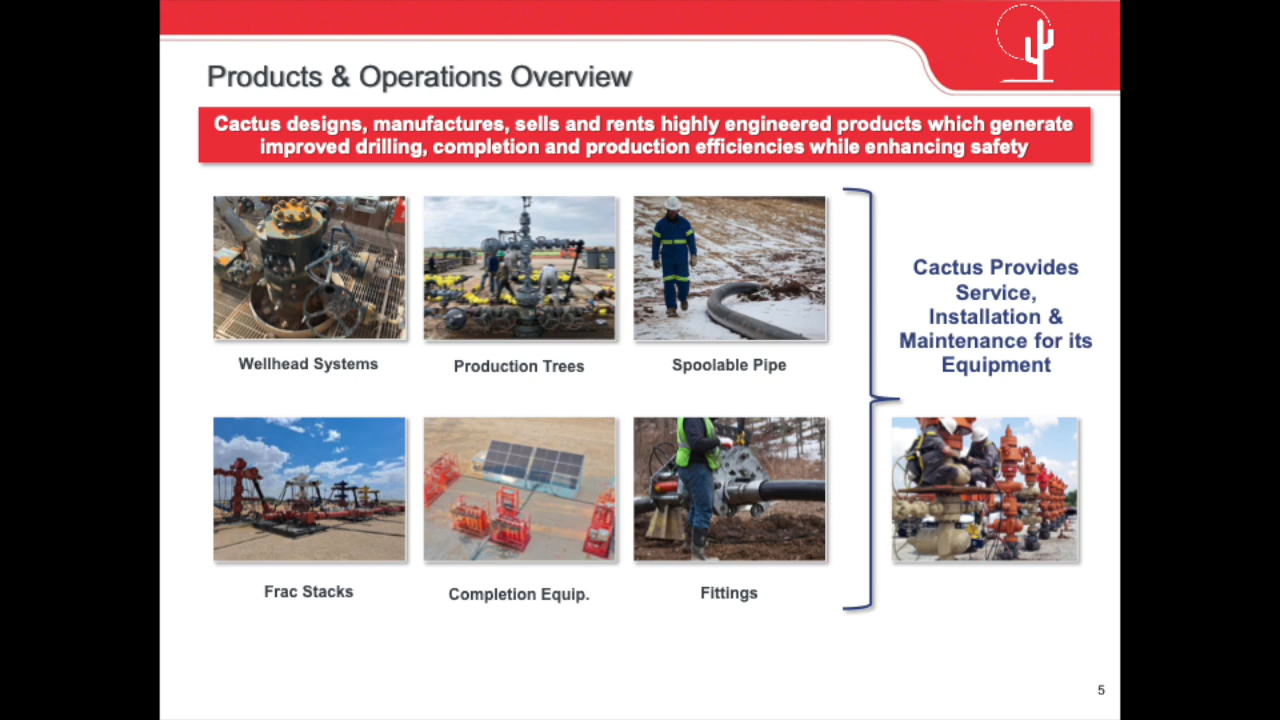 Products & Operations Overview
Cactus designs, manufactures, sells and rents highly engineered products which generate
improved drilling, completion and production efficiencies while enhancing safety
Wellhead Systems
Production Trees
Spoolable Pipe
Frac Stacks
Completion Equip.
Fittings
Cactus Provides
Service,
Installation &
Maintenance for its
Equipment
5